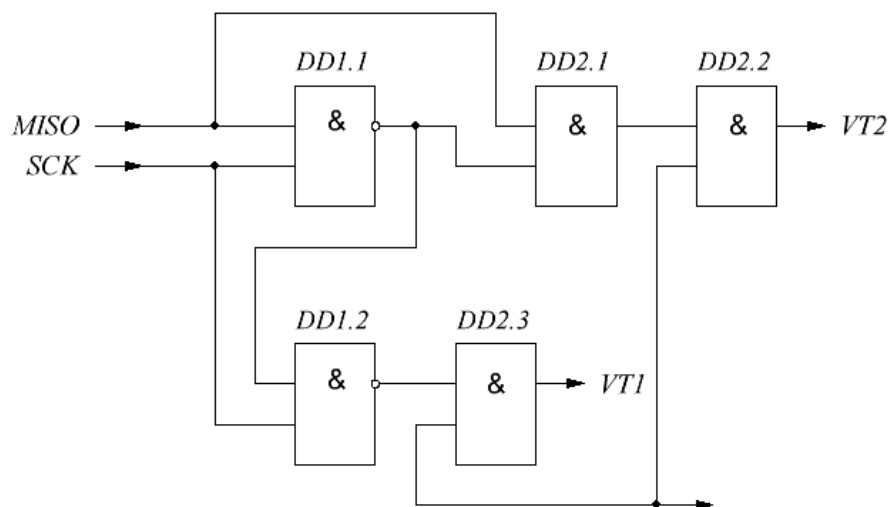 DD1.1
DD2.1
DD2.2
MISO
&
&
&
VT2
SCK
DD1.2
DD2.3
&
&
VT1